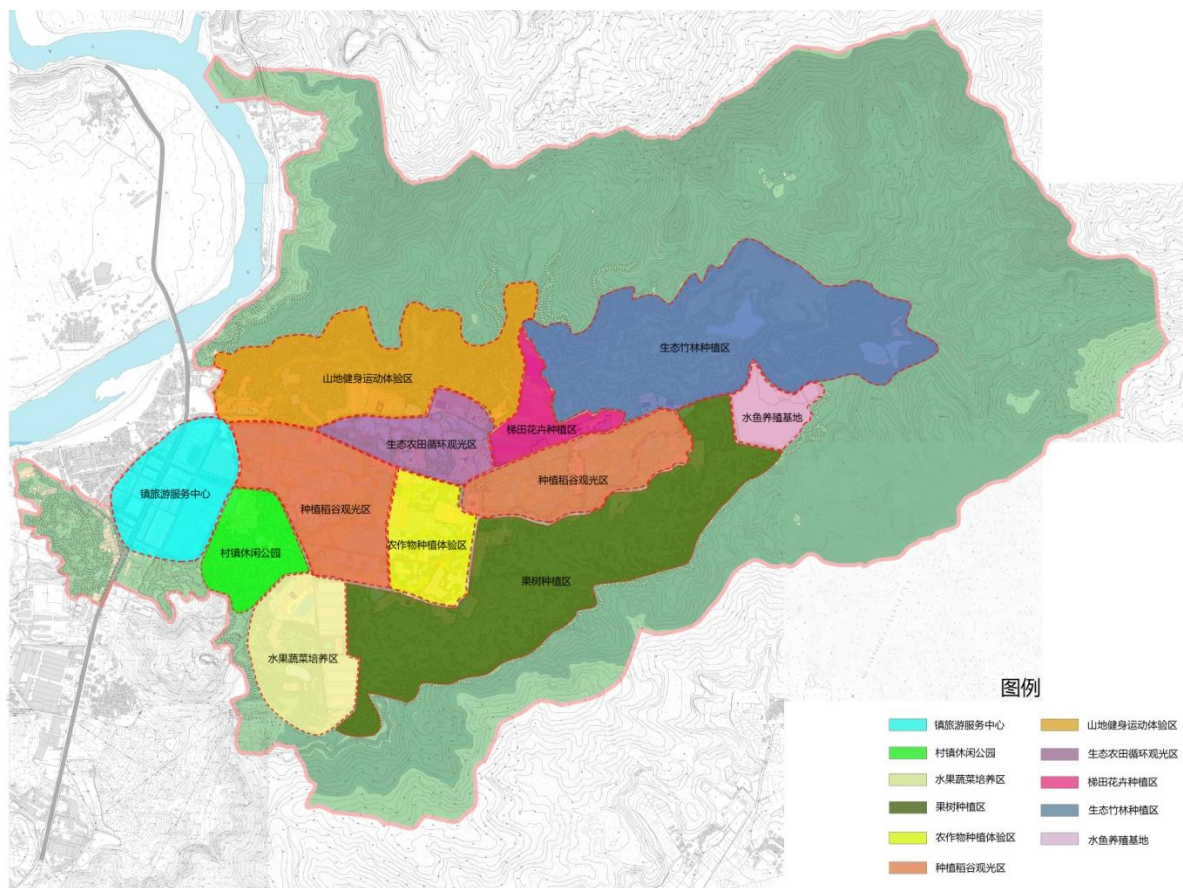 生态竹林种植区
山地健身运动体验区
水鱼养殖基地
梯田花卉种植区
生态农田循环观光区
种植稻谷观光区
镇旅游服务中心
种植稻谷观光区
农作物种植体验区
村镇休闲公园
果树种植区
水果蔬菜培养区
图例
镇旅游服务中心
山地健身运动体验区
村镇休闲公园
生态农田循环观光区
水果蔬菜培养区
梯田花卉种植区
果树种植区
生态竹林种植区
农作物种植体验区
水鱼养殖基地
种植稻谷观光区